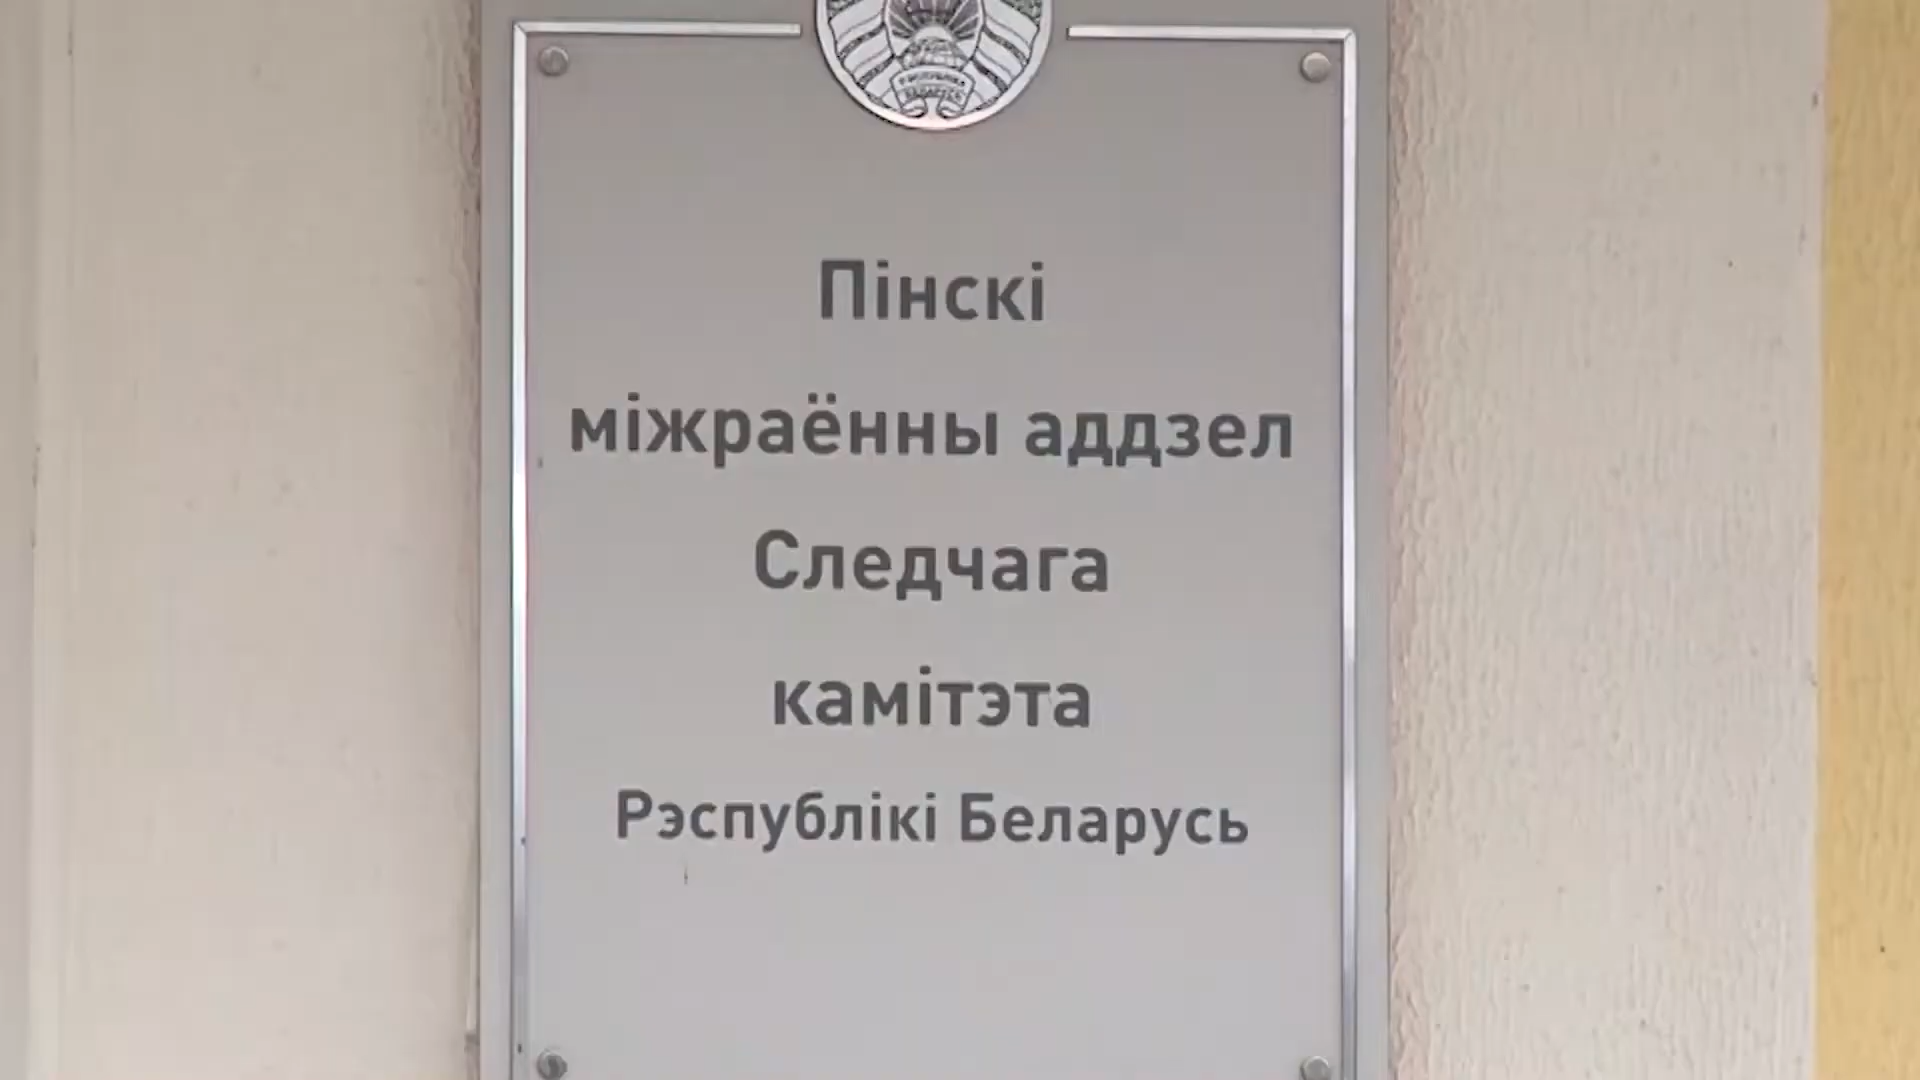 Пінскі
міжраённы аддзел
Следчага
камітэта
Рэспублікі Беларусь